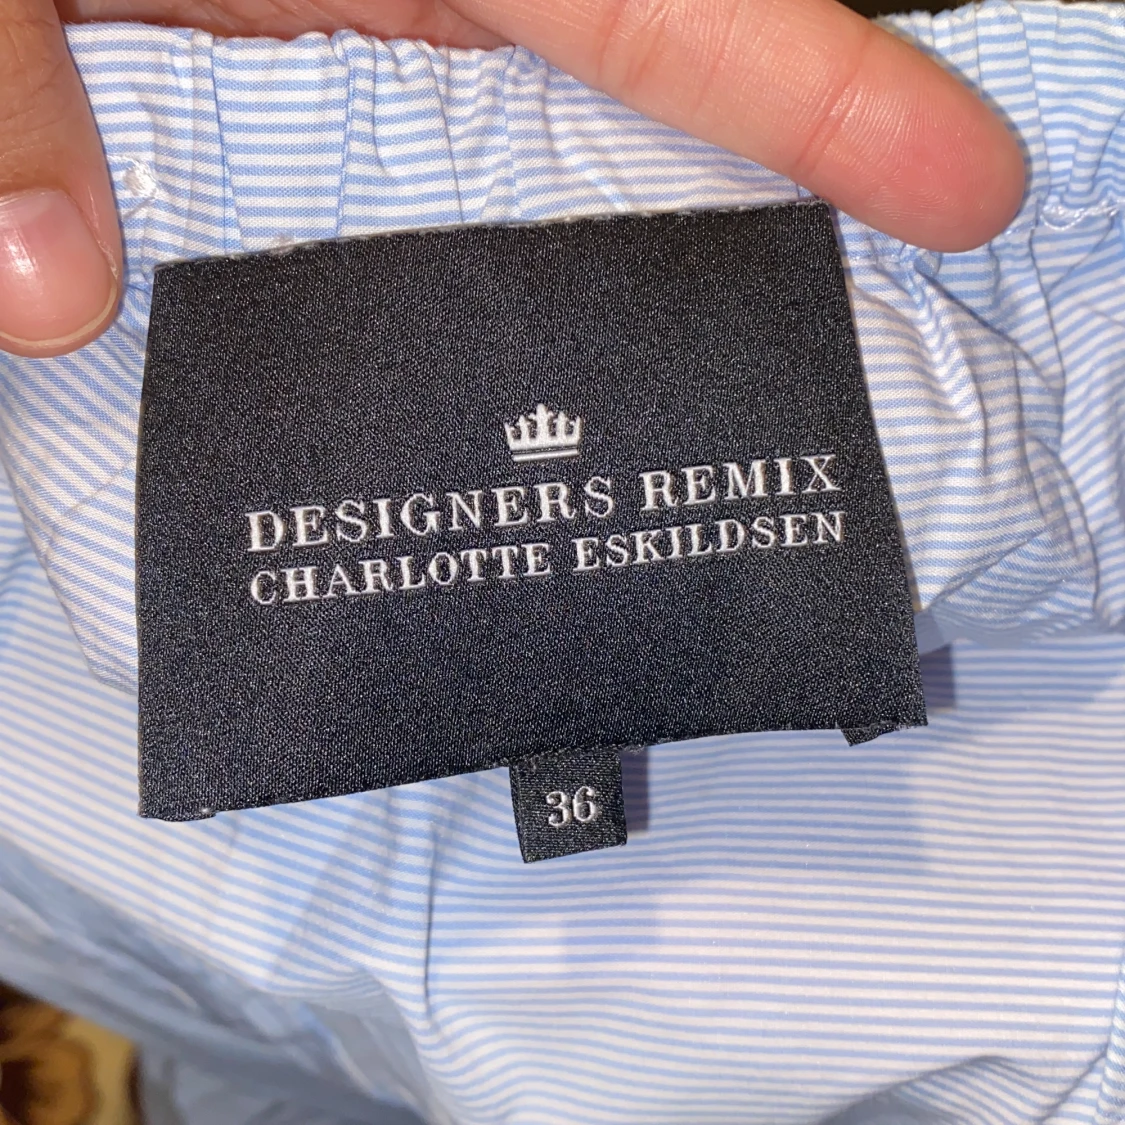 DESIGNERS REMIX
CHARLOTTE ESKILDSEN
36